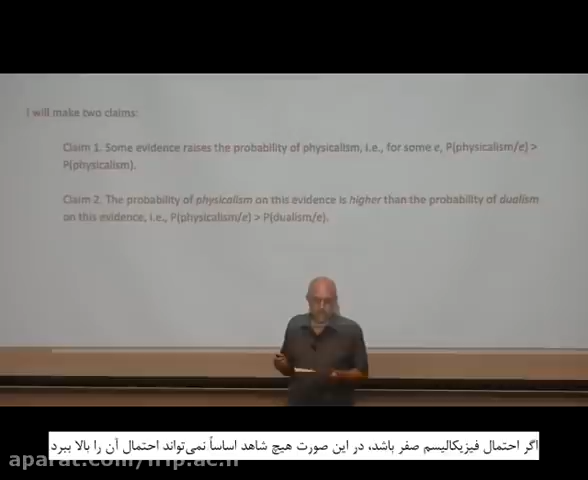 I will make two claims:
Claim 1. Some evidence raises the probability of physicalism, i.e., for some e, P(physicalism/e) >
P(physicalism).
Claim 2. The probability of physicalism on this evidence is higher than the probability of dualism
on this evidence, i.e., P(physicalism/e) > P(dualism/e).
اگر احتمال فیزیکالیسم صفر باشد، در این صورت هیچ شاهد اساساً نمی‌تواند احتمال آن را بالا ببرد
aparat.com/